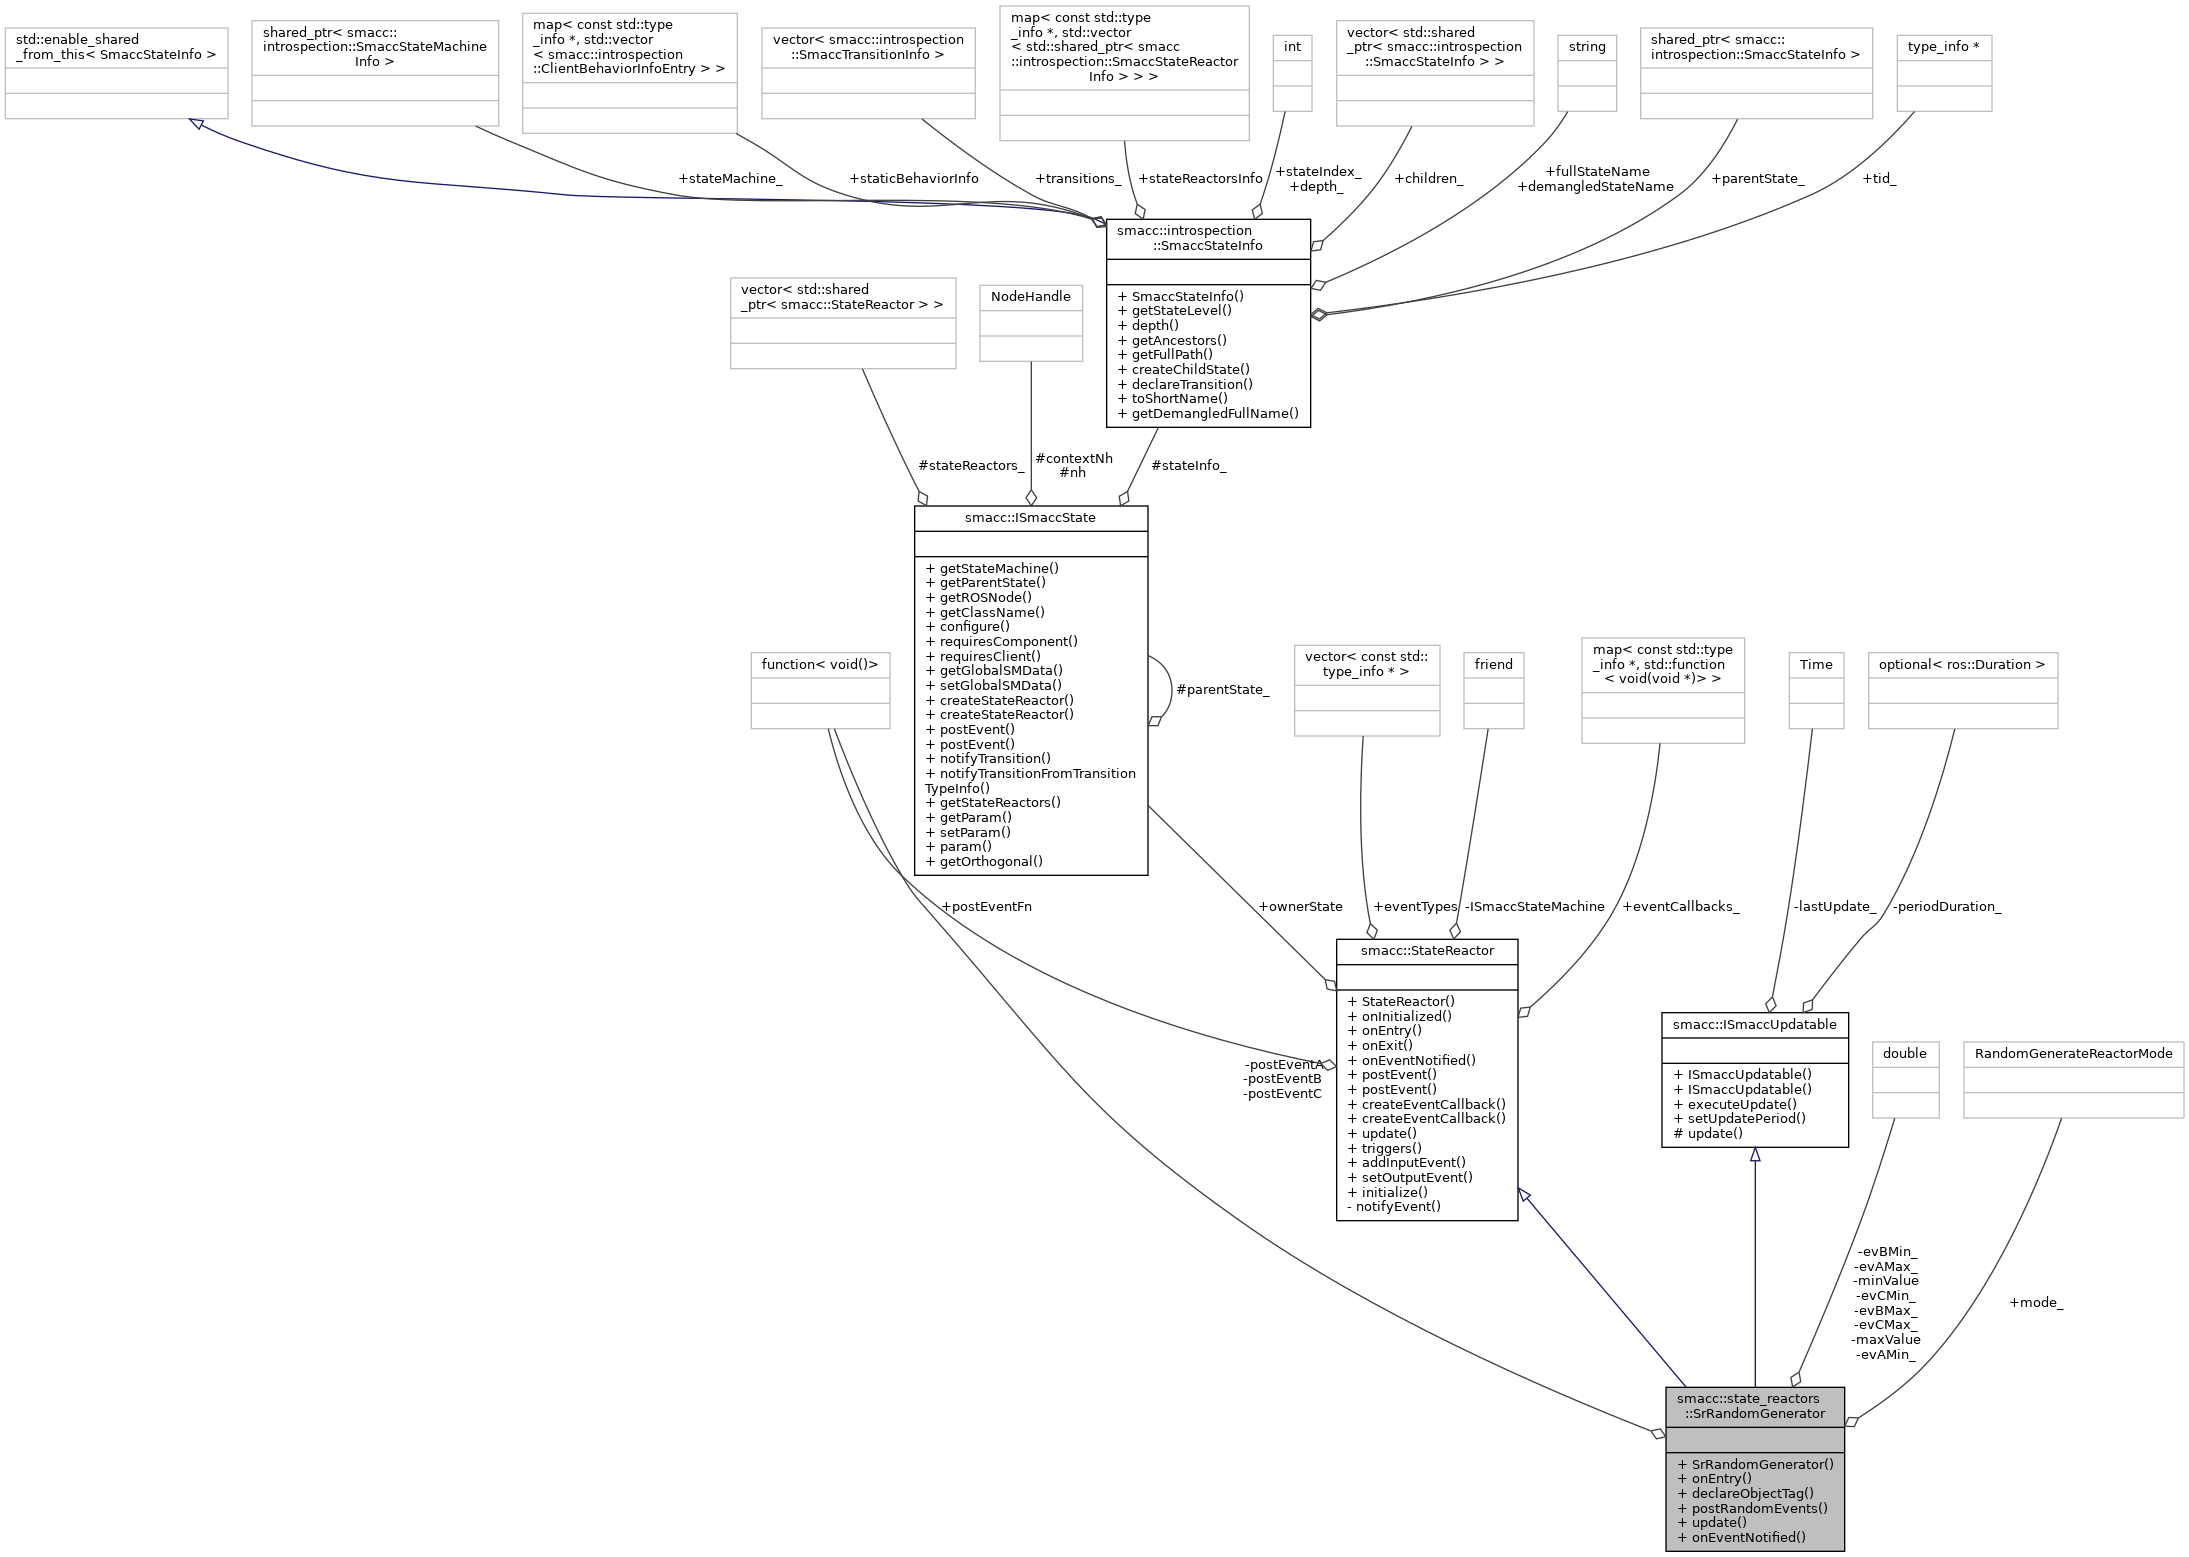 std::enable_shared
_from_this< SmaccStateInfo >
shared_ptr< smacc::
introspection::SmaccStateMachine
Info >
map< const std::type
_info *, std::vector
< smacc::introspection
::ClientBehaviorInfoEntry > >
vector< smacc::introspection
::SmaccTransitionInfo >
map< const std::type
_info *, std::vector
< std::shared_ptr< smacc
::introspection::SmaccStateReactor
Info > > >
int
vector< std::shared
_ptr< smacc::introspection
::SmaccStateInfo > >
string
shared_ptr< smacc::
introspection::SmaccStateInfo >
type_info *
+stateMachine_
+staticBehaviorInfo
+transitions_
+stateReactorsInfo
+stateIndex_
+depth_
+children_
+fullStateName
+demangledStateName
+parentState_
+tid_
smacc::introspection
::SmaccStateInfo
+ SmaccStateInfo()
+ getStateLevel()
+ depth()
+ getAncestors()
+ getFullPath()
+ createChildState()
+ declareTransition()
+ toShortName()
+ getDemangledFullName()
vector< std::shared
_ptr< smacc::StateReactor > >
NodeHandle
#stateReactors_
#contextNh
#nh
#stateInfo_
smacc::ISmaccState
+ getStateMachine()
+ getParentState()
+ getROSNode()
+ getClassName()
+ configure()
+ requiresComponent()
+ requiresClient()
+ getGlobalSMData()
+ setGlobalSMData()
+ createStateReactor()
+ createStateReactor()
+ postEvent()
+ postEvent()
+ notifyTransition()
+ notifyTransitionFromTransition
TypeInfo()
+ getStateReactors()
+ getParam()
+ setParam()
+ param()
+ getOrthogonal()
#parentState_
function< void()>
vector< const std::
type_info * >
friend
map< const std::type
_info *, std::function
< void(void *)> >
Time
optional< ros::Duration >
+postEventFn
+ownerState
+eventTypes
-ISmaccStateMachine
+eventCallbacks_
-lastUpdate_
-periodDuration_
smacc::StateReactor
+ StateReactor()
+ onInitialized()
+ onEntry()
+ onExit()
+ onEventNotified()
+ postEvent()
+ postEvent()
+ createEventCallback()
+ createEventCallback()
+ update()
+ triggers()
+ addInputEvent()
+ setOutputEvent()
+ initialize()
- notifyEvent()
-postEventA
-postEventB
-postEventC
smacc::ISmaccUpdatable
+ ISmaccUpdatable()
+ ISmaccUpdatable()
+ executeUpdate()
+ setUpdatePeriod()
# update()
double
RandomGenerateReactorMode
-evBMin_
-evAMax_
-minValue
-evCMin_
-evBMax_
-evCMax_
-maxValue
-evAMin_
+mode_
smacc::state_reactors
::SrRandomGenerator
+ SrRandomGenerator()
+ onEntry()
+ declareObjectTag()
+ postRandomEvents()
+ update()
+ onEventNotified()